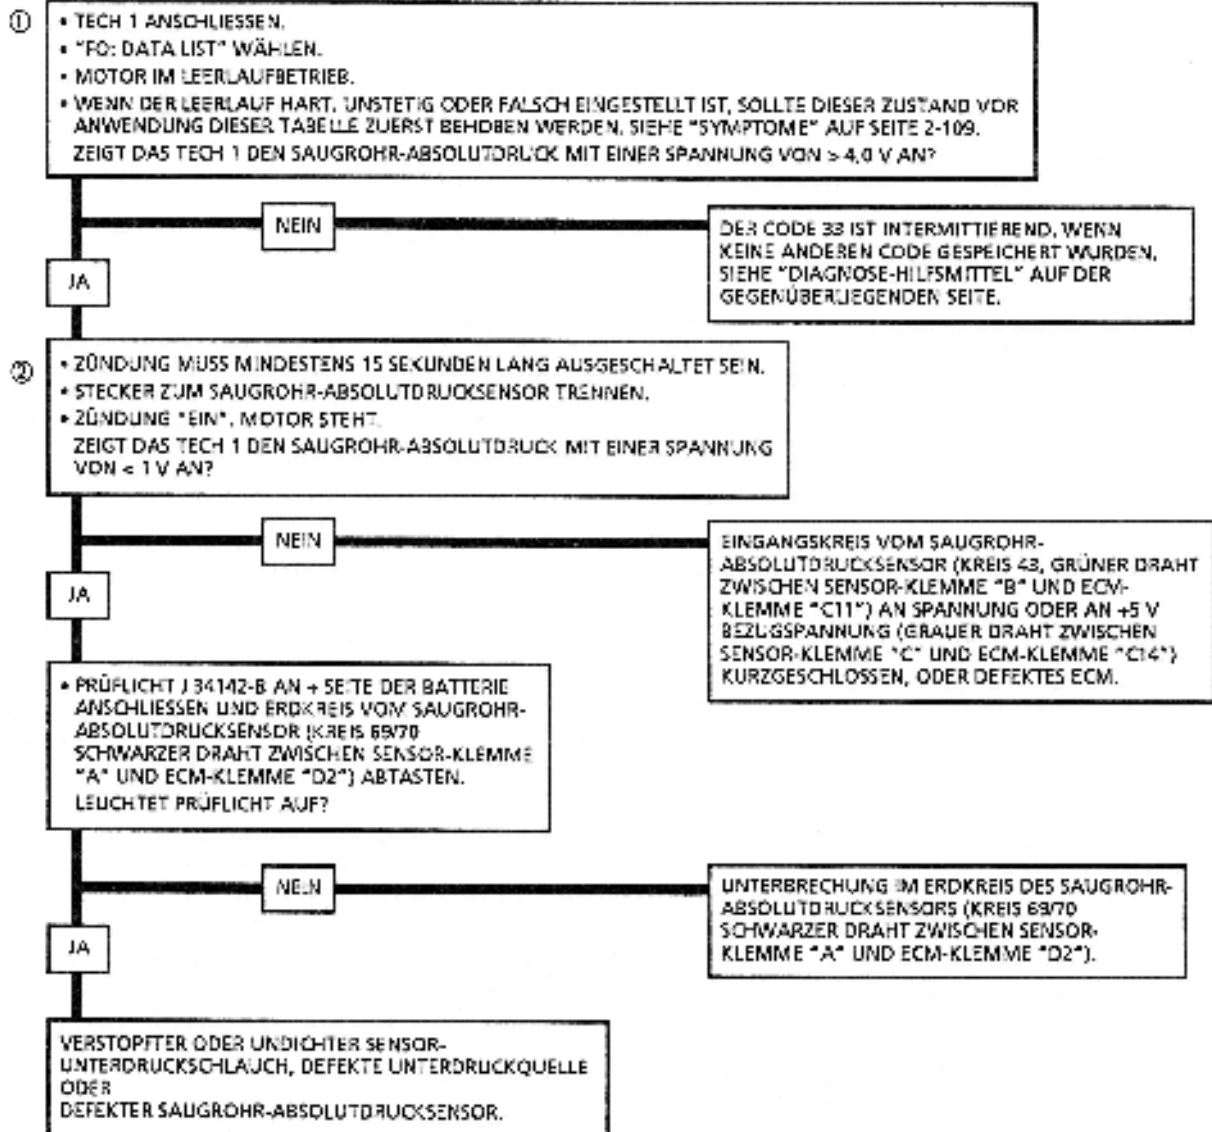 ①
• TECH 1 ANSCHLIESSEN.
• "FO: DATA LIST" WÄHLEN.
• MOTOR IM LEERLAUFBETRIEB.
• WENN DER LEERLAUF HART, UNSTETIG ODER FALSCH EINGESTELLT IST, SOLLTE DIESER ZUSTAND VOR
ANWENDUNG DIESER TABELLE ZUERST BEHOBEN WERDEN. SIEHE "SYMPTOME" AUF SEITE 2-109.
ZEIGT DAS TECH 1 DEN SAUGROHR-ABSOLUTDRUCK MIT EINER SPANNUNG VON > 4,0 V AN?
NEIN
DER CODE 33 IST INTERMITTIEREND. WENN
KEINE ANDEREN CODE GESPEICHERT WURDEN,
SIEHE "DIAGNOSE-HILFSMITTEL" AUF DER
GEGENÜBERLIEGENDEN SEITE.
JA
②
• ZÜNDUNG MUSS MINDESTENS 15 SEKUNDEN LANG AUSGESCHALTET SEIN.
• STECKER ZUM SAUGROHR-ABSOLUTDRUCKSENSOR TRENNEN.
• ZÜNDUNG "EIN". MOTOR STEHT.
ZEIGT DAS TECH 1 DEN SAUGROHR-ABSOLUTDRUCK MIT EINER SPANNUNG
VON < 1 V AN?
NEIN
EINGANGSKREIS VOM SAUGROHR-
ABSOLUTDRUCKSENSOR (KREIS 43, GRÜNER DRAHT
ZWISCHEN SENSOR-KLEMME "B" UND ECM-
KLEMME "C11") AN SPANNUNG ODER AN +5 V
BEZUGSPANNUNG (GRAUER DRAHT ZWISCHEN
SENSOR-KLEMME "C" UND ECM-KLEMME "C14")
KURZGESCHLOSSEN, ODER DEFEKTES ECM.
JA
• PRÜFLICHT J 34142-B AN + SEITE DER BATTERIE
ANSCHLIESSEN UND ERDKREIS VOM SAUGROHR-
ABSOLUTDRUCKSENSOR (KREIS 69/70
SCHWARZER DRAHT ZWISCHEN SENSOR-KLEMME
"A" UND ECM-KLEMME "D2") ABTASTEN.
LEUCHTET PRÜFLICHT AUF?
NEIN
UNTERBRECHUNG IM ERDKREIS DES SAUGROHR-
ABSOLUTDRUCKSENSORS (KREIS 69/70
SCHWARZER DRAHT ZWISCHEN SENSOR-
KLEMME "A" UND ECM-KLEMME "D2").
JA
VERSTOPFTER ODER UNDICHTER SENSOR-
UNTERDRUCKSCHLAUCH, DEFEKTE UNTERDRUCKQUELLE
ODER
DEFEKTER SAUGROHR-ABSOLUTDRUCKSENSOR.